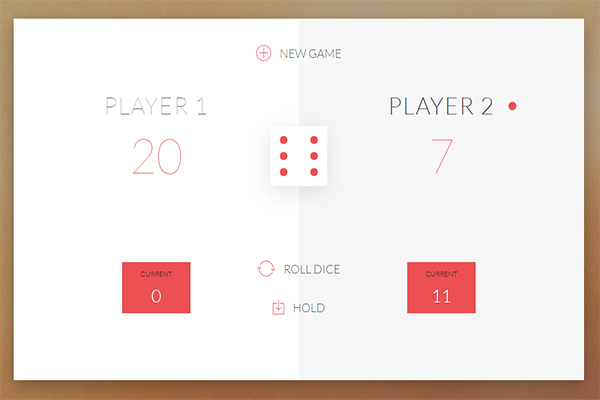 NEW GAME
PLAYER 1
PLAYER 2
20
7
CURRENT
0
CURRENT
11
ROLL DICE
HOLD